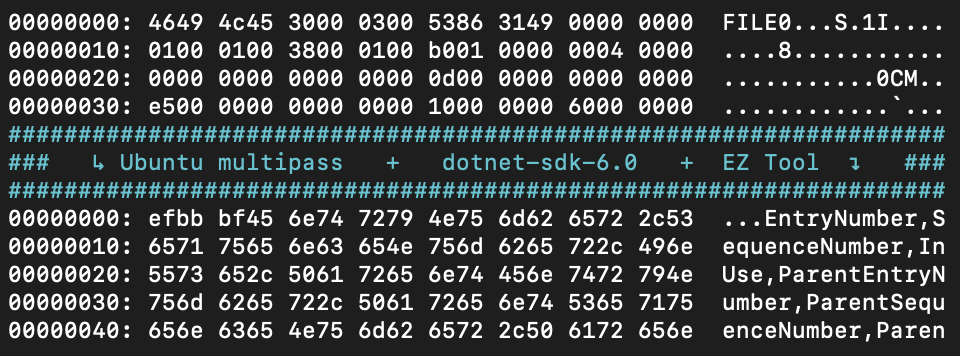 00000000: 4649 4c45 3000 0300 5386 3149 0000 0000  FILE0...S.1I....
00000010: 0100 0100 3800 0100 b001 0000 0004 0000  ....8...........
00000020: 0000 0000 0000 0000 0d00 0000 0000 0000  ...........0CM..
00000030: e500 0000 0000 0000 1000 0000 6000 0000  ............`...
###################################################################
###   ↳ Ubuntu multipass   +   dotnet-sdk-6.0   +  EZ Tool  ↴   ###
###################################################################
00000000: efbb bf45 6e74 7279 4e75 6d62 6572 2c53  ...EntryNumber,S
00000010: 6571 7565 6e63 654e 756d 6265 722c 496e  equenceNumber,In
00000020: 5573 652c 5061 7265 6e74 456e 7472 794e  Use,ParentEntryN
00000030: 756d 6265 722c 5061 7265 6e74 5365 7175  umber,ParentSequ
00000040: 656e 6365 4e75 6d62 6572 2c50 6172 656e  enceNumber,Paren